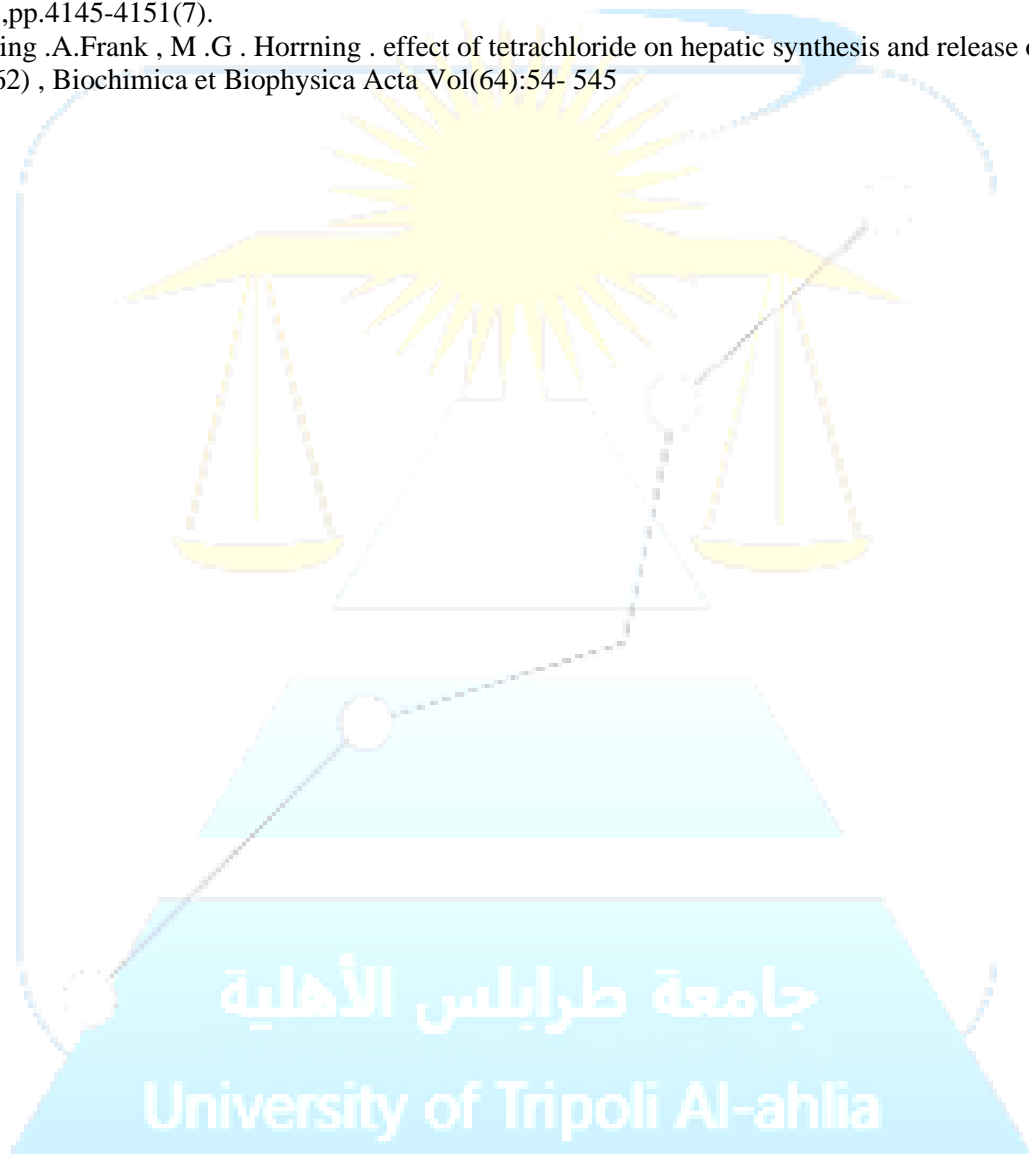 ,pp.4145-4151(7).
ing .A.Frank , M .G . Horrning . effect of tetrachloride on hepatic synthesis and release
62) , Biochimica et Biophysica Acta Vol(64):54- 545
جامعة طرابلس الأهلية
University of Tripoli Al-ahlia